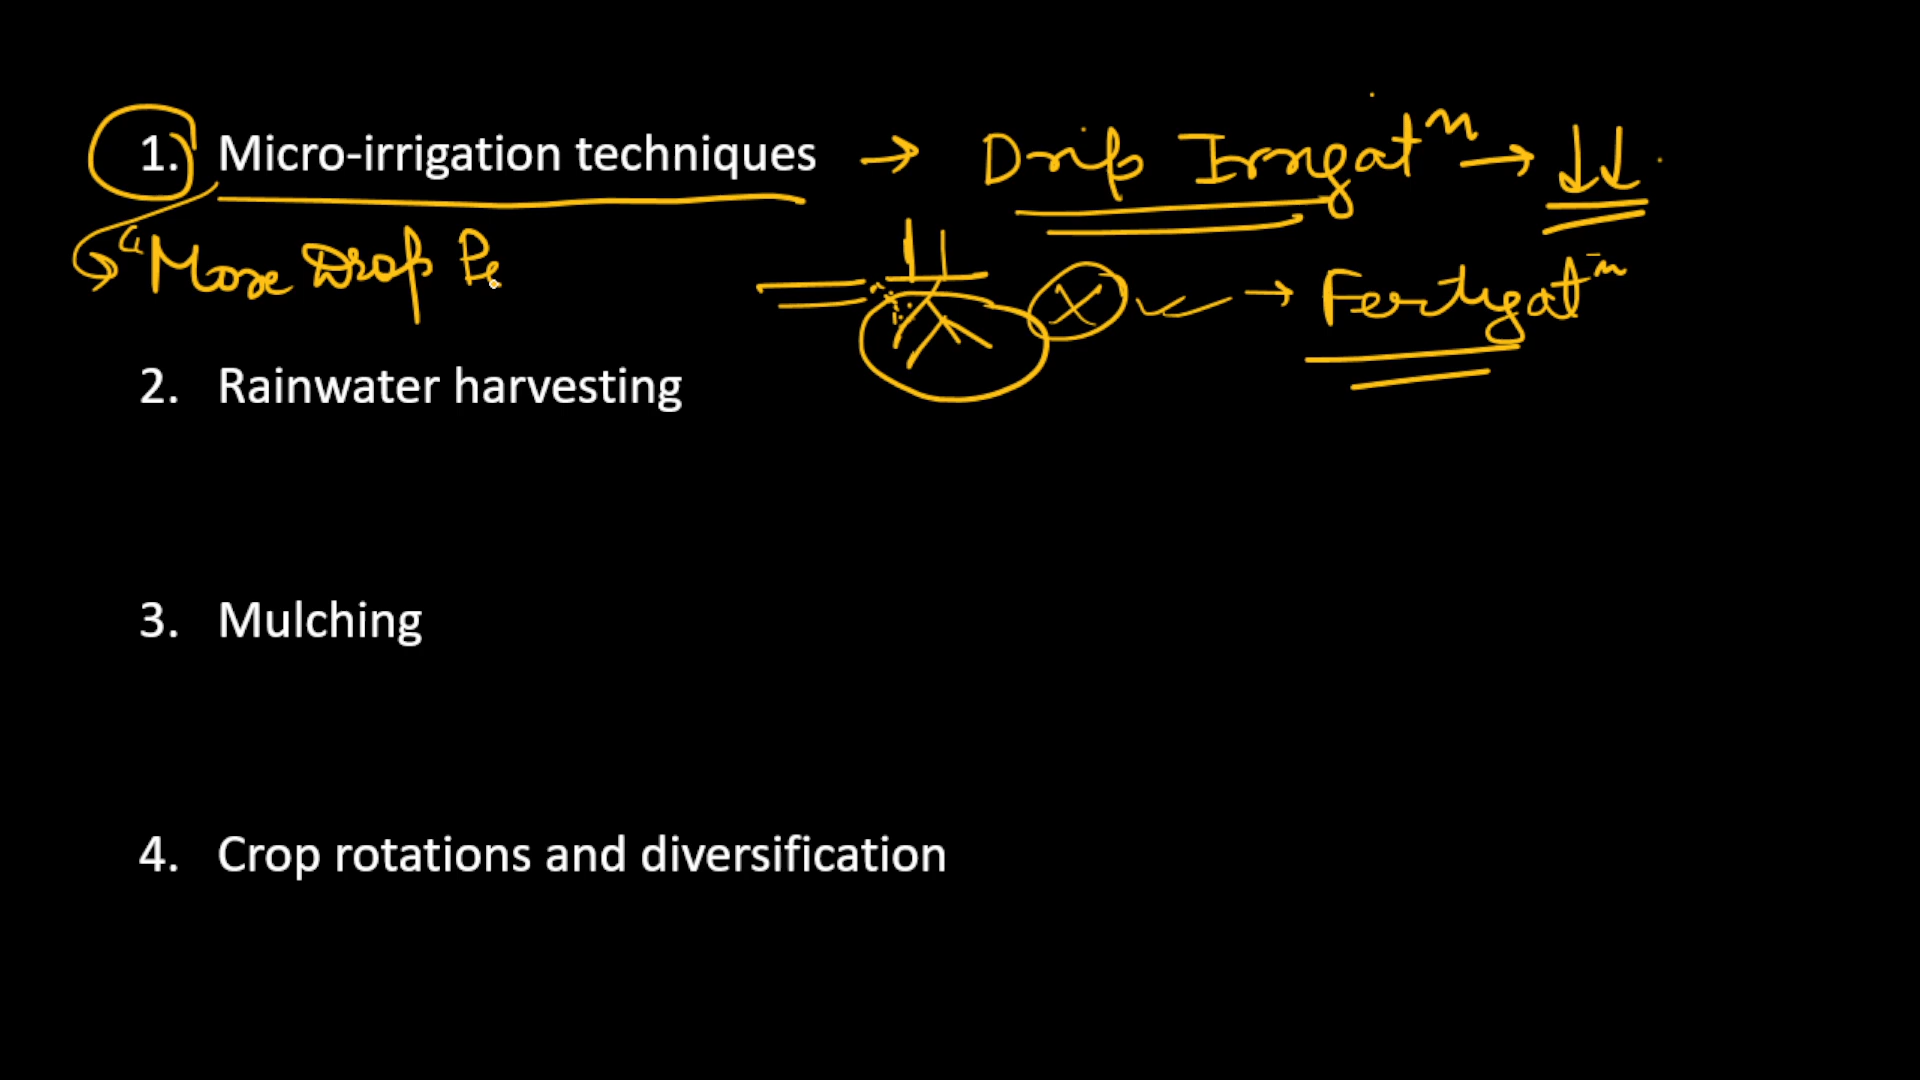 1. Micro-irrigation techniques → Drip Irrigatn → ↓↓
"More Drop Pe
→ Fertigatn
2. Rainwater harvesting
3. Mulching
4. Crop rotations and diversification